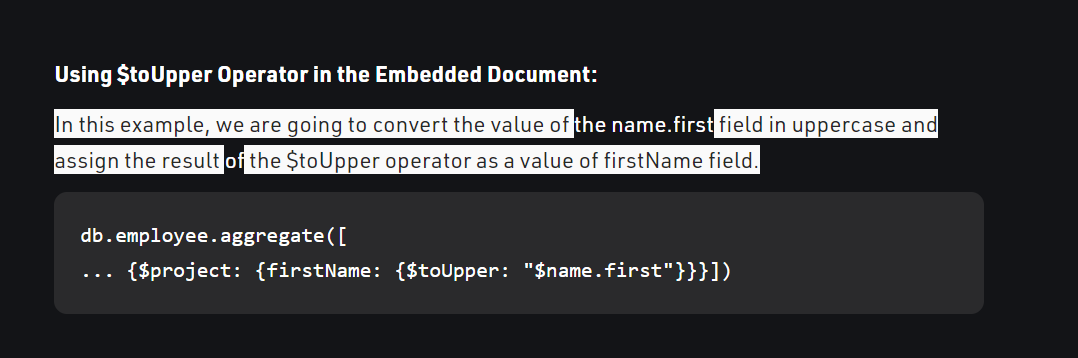 Using $toUpper Operator in the Embedded Document:
In this example, we are going to convert the value of the name.first field in uppercase and
assign the result of the $toUpper operator as a value of firstName field.
db.employee.aggregate([
... {$project: {firstName: {$toUpper: "$name.first"}}}])